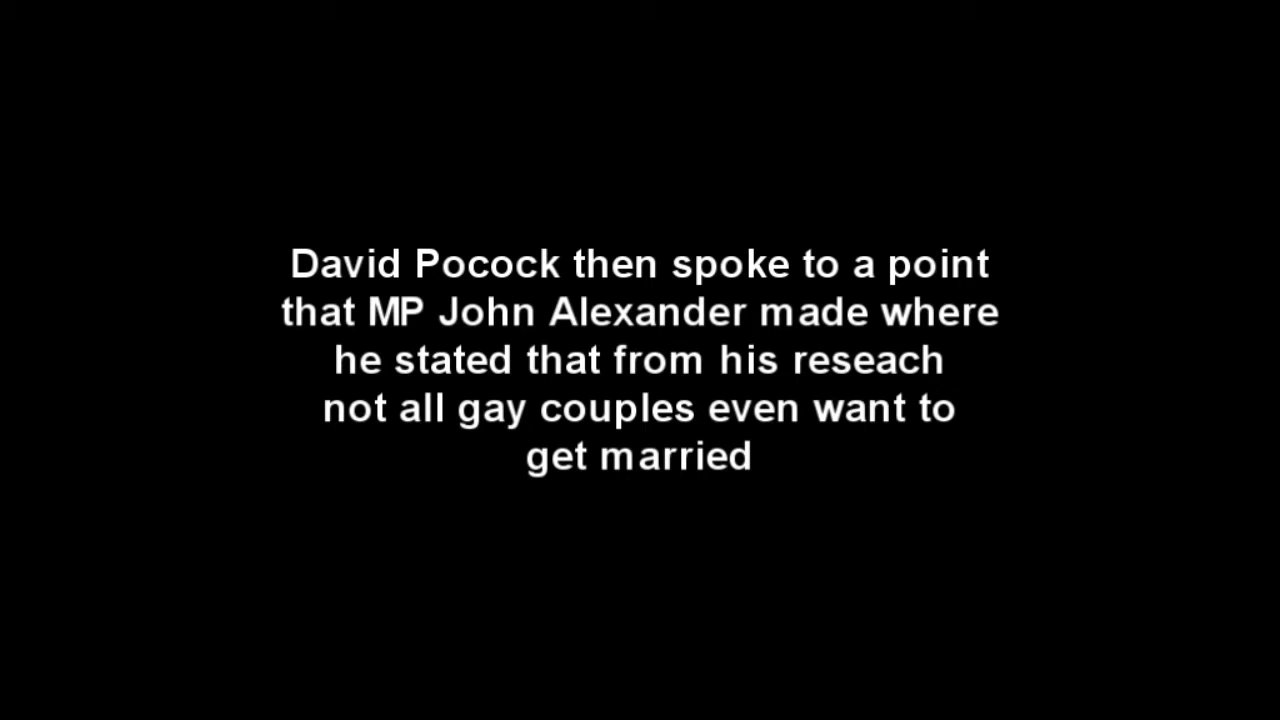 David Pocock then spoke to a point
that MP John Alexander made where
he stated that from his reseach
not all gay couples even want to
get married